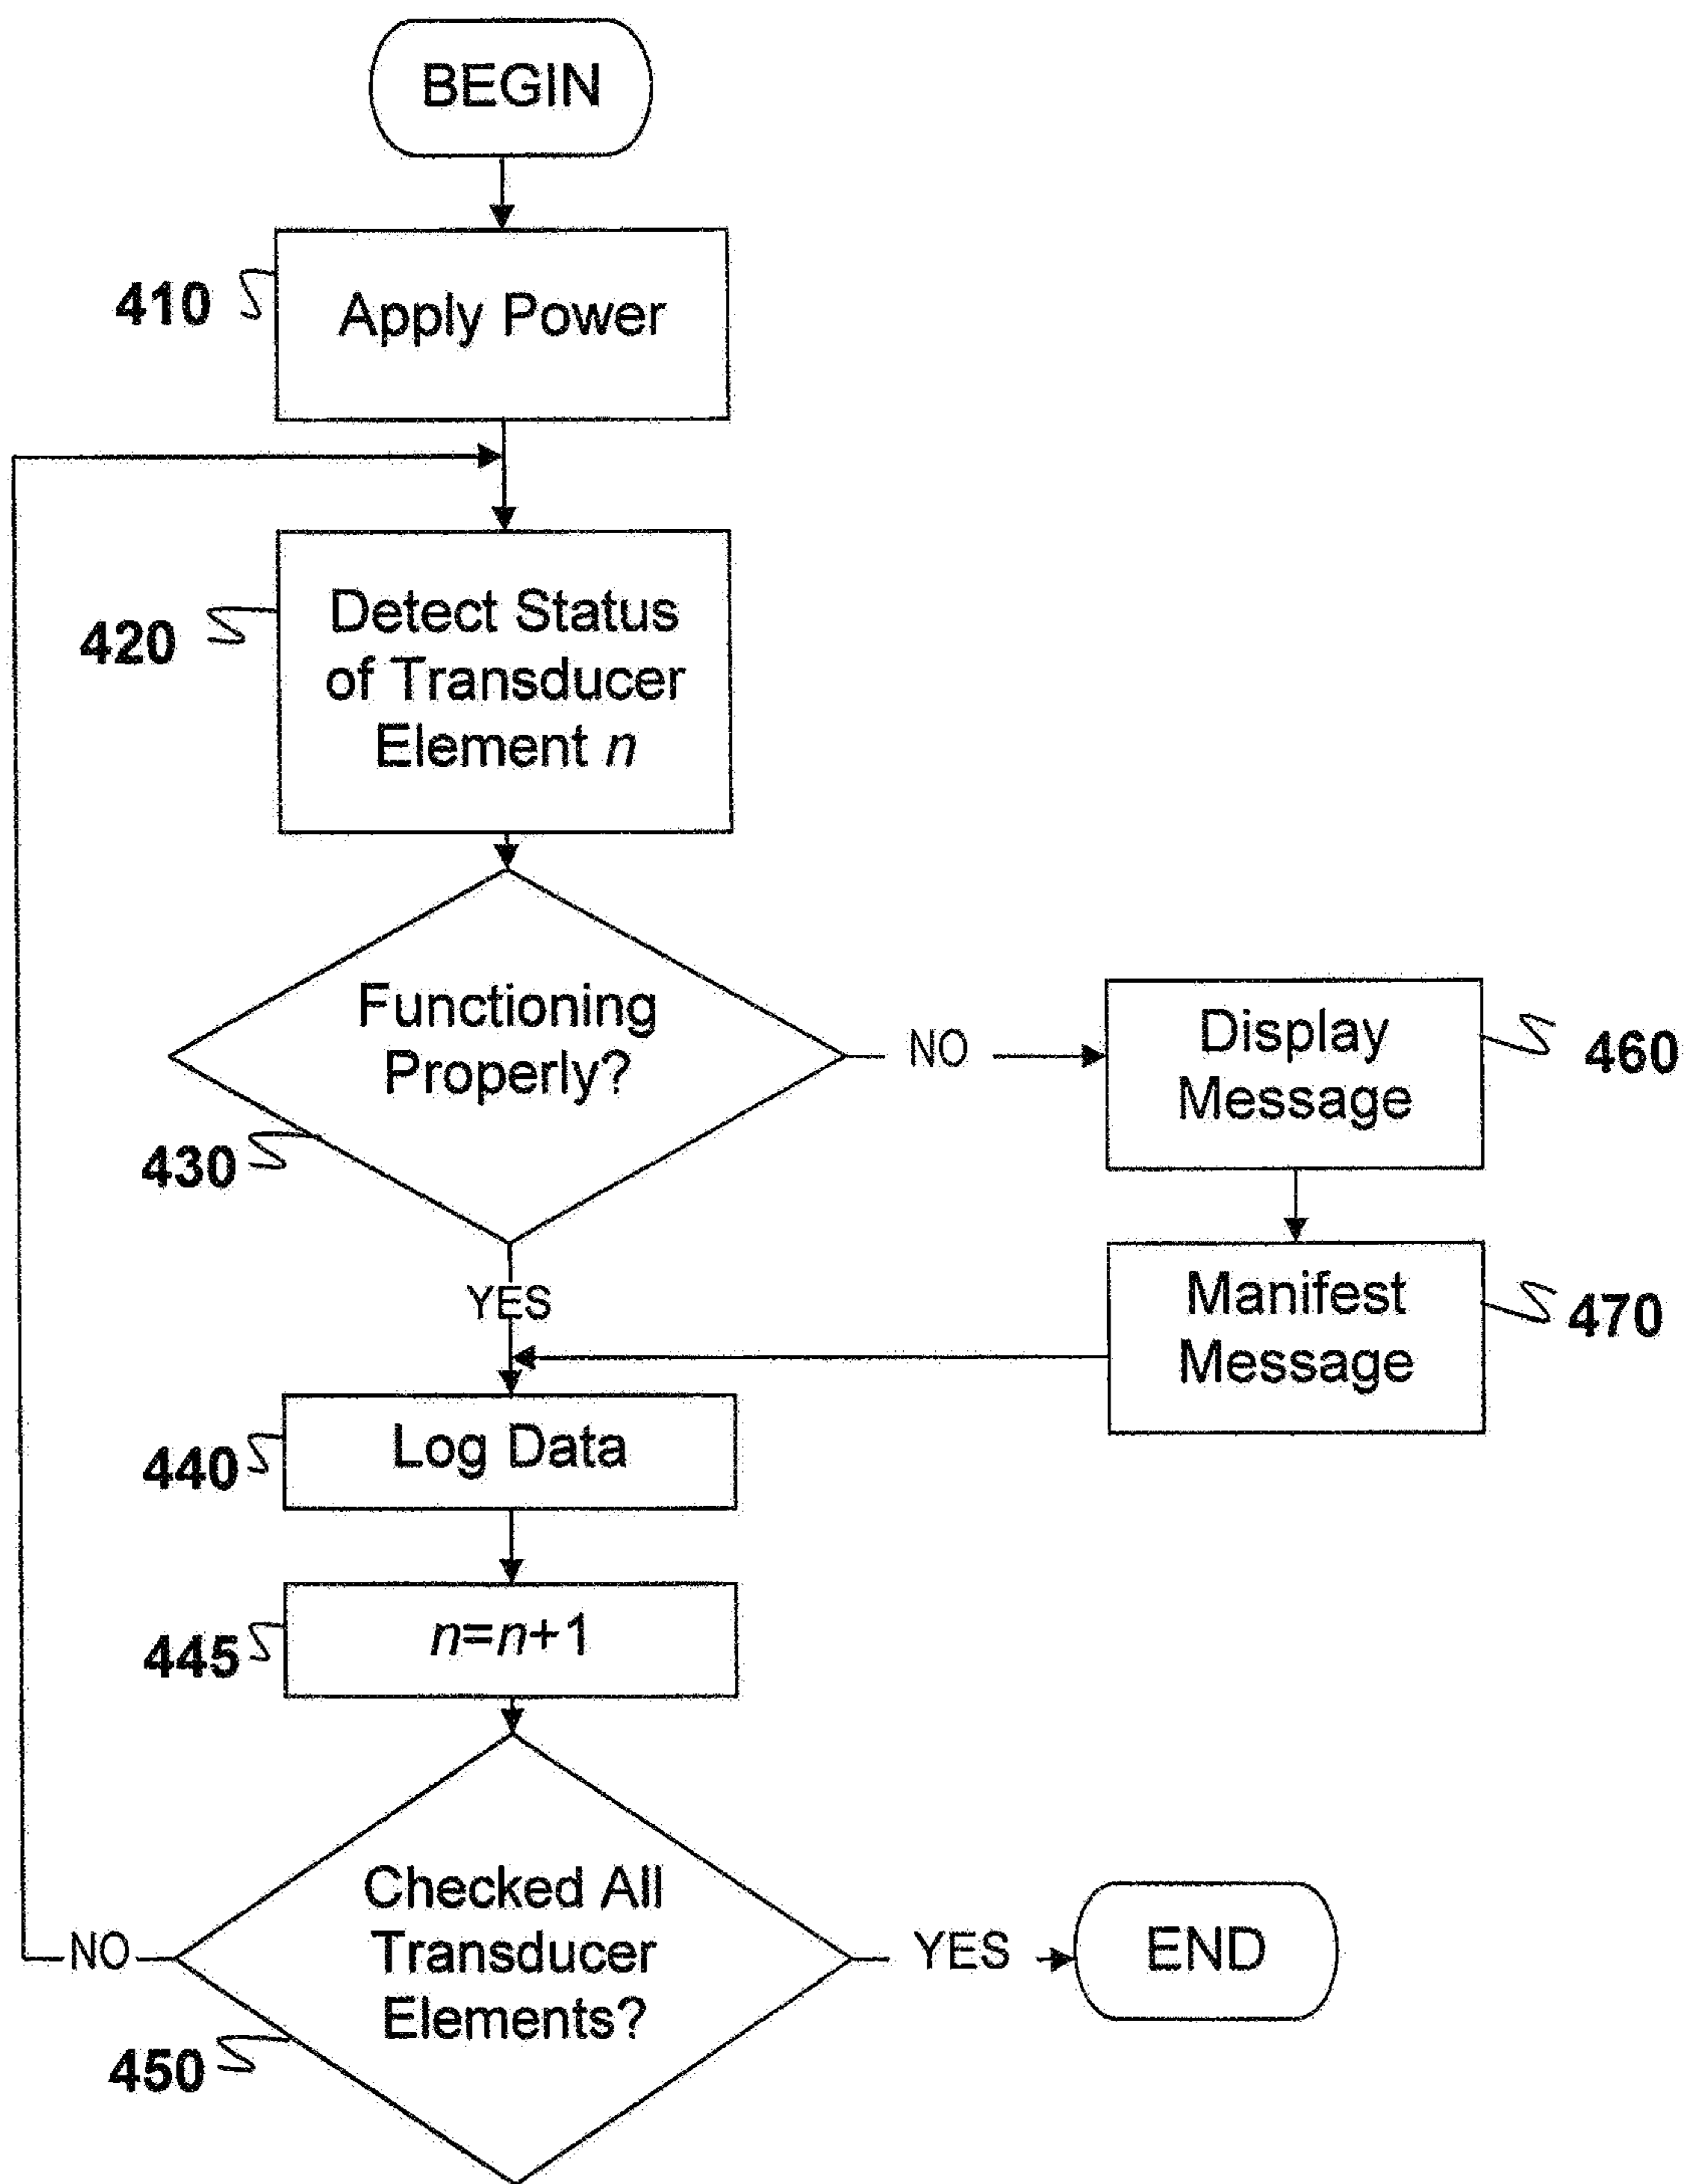 BEGIN
410
Apply Power
420
Detect Status
of Transducer
Element n
Functioning
Properly?
430
NO
Display
Message
460
YES
Manifest
Message
470
440
Log Data
445
n=n+1
Checked All
Transducer
Elements?
450
NO
YES
END